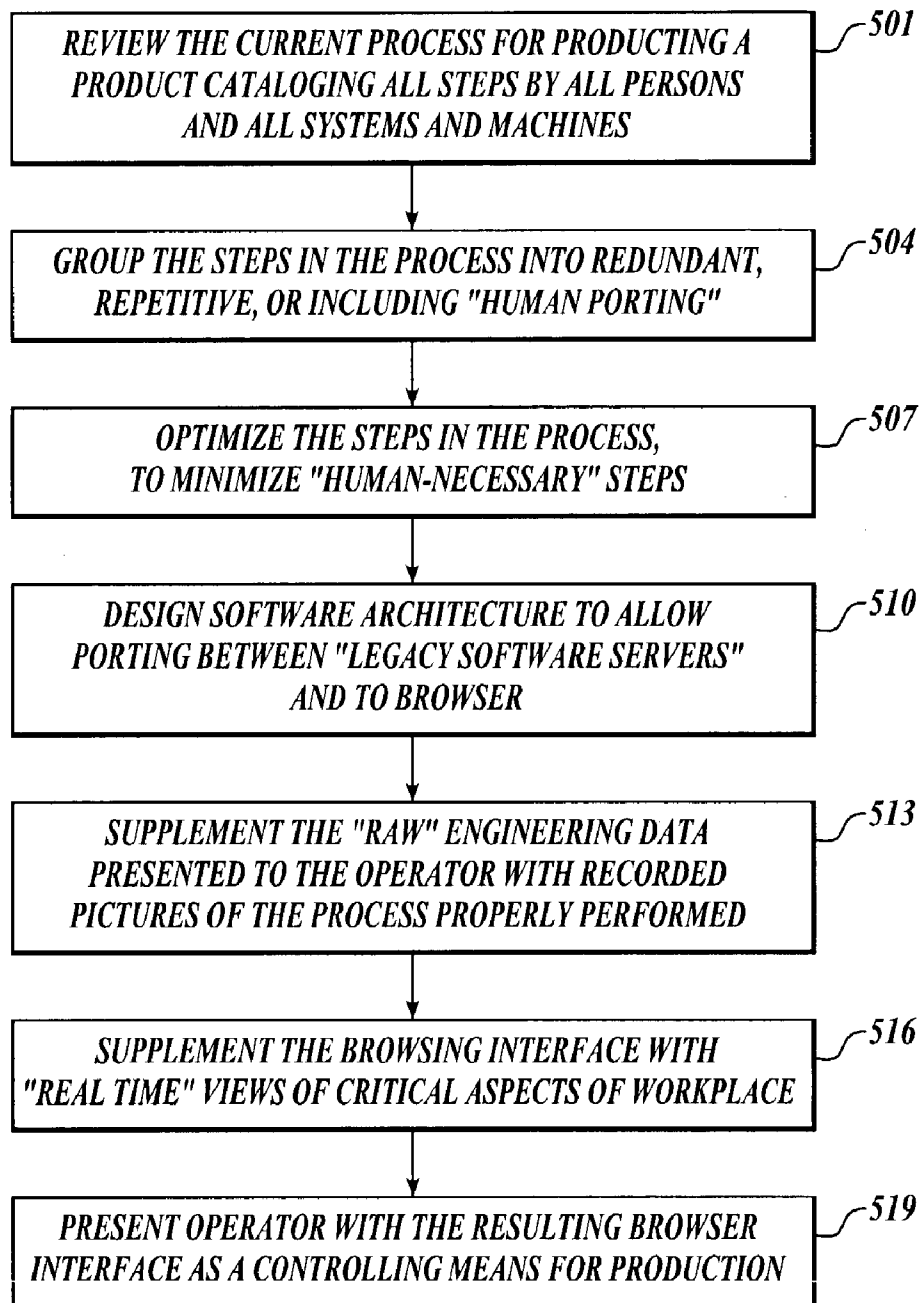 REVIEW THE CURRENT PROCESS FOR PRODUCTING A
PRODUCT CATALOGING ALL STEPS BY ALL PERSONS
AND ALL SYSTEMS AND MACHINES
501
GROUP THE STEPS IN THE PROCESS INTO REDUNDANT,
REPETITIVE, OR INCLUDING "HUMAN PORTING"
504
OPTIMIZE THE STEPS IN THE PROCESS,
TO MINIMIZE "HUMAN-NECESSARY" STEPS
507
DESIGN SOFTWARE ARCHITECTURE TO ALLOW
PORTING BETWEEN "LEGACY SOFTWARE SERVERS"
AND TO BROWSER
510
SUPPLEMENT THE "RAW" ENGINEERING DATA
PRESENTED TO THE OPERATOR WITH RECORDED
PICTURES OF THE PROCESS PROPERLY PERFORMED
513
SUPPLEMENT THE BROWSING INTERFACE WITH
"REAL TIME" VIEWS OF CRITICAL ASPECTS OF WORKPLACE
516
PRESENT OPERATOR WITH THE RESULTING BROWSER
INTERFACE AS A CONTROLLING MEANS FOR PRODUCTION
519